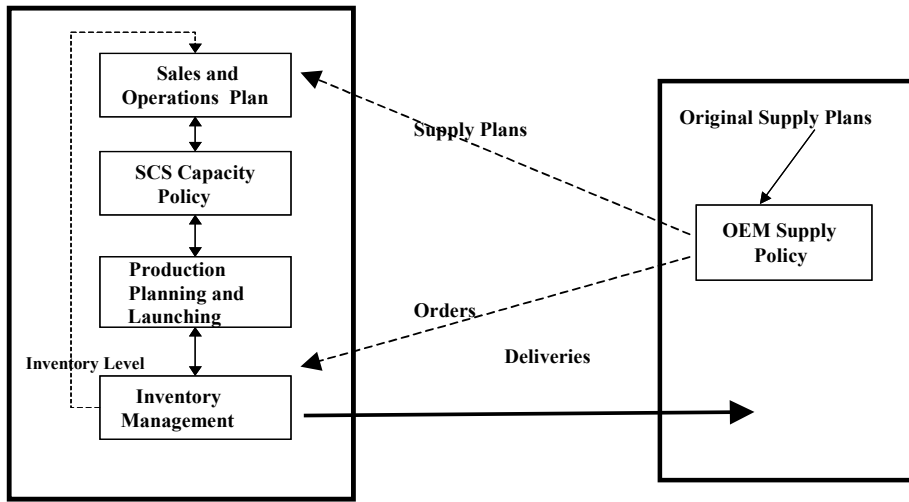 Sales and
Operations Plan
SCS Capacity
Policy
Production
Planning and
Launching
Inventory Level
Inventory
Management
Supply Plans
Orders
Deliveries
Original Supply Plans
OEM Supply
Policy